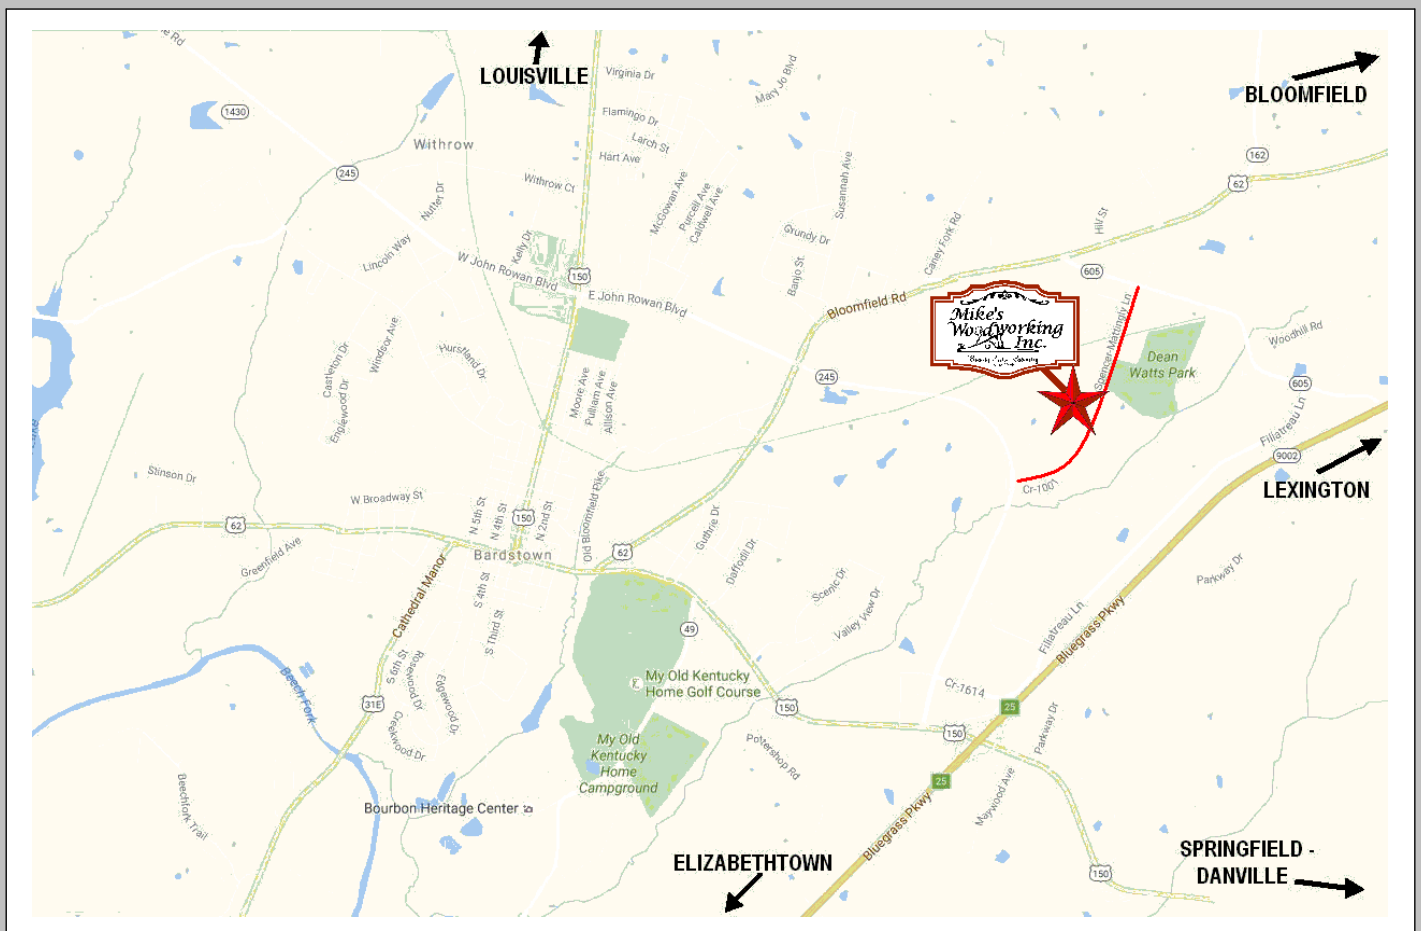 LOUISVILLE
BLOOMFIELD
Virginia Dr
Mary Jo Blvd
1430
Flamingo Dr
Larch St
Withrow
Hart Ave
162
245
Withrow Ct
62
Nutter Dr
McGowan Ave
Purcell Ave
Caldwell Ave
Susannah Ave
Grundy Dr
Caney Fork Rd
Hill St
Lincoln Way
Kelly Dr
W John Rowan Blvd
150
Banjo St
605
E John Rowan Blvd
Bloomfield Rd
Mike's
Woodworking
Inc.
Spencer Mattingly Ln
Woodhill Rd
Windsor Ave
Castleton Dr
Pursfland Dr
Dean
Watts Park
245
605
Englewood Dr
Moore Ave
Pulliam Ave
Allison Ave
Fillatreau Ln
9002
Stinson Dr
LEXINGTON
Cr-1001
W Broadway St
N 5th St
N 4th St
150
N 2nd St
Old Bloomfield Pike
Guthrie Dr
62
Bardstown
62
Greenfield Ave
Daffodil Dr
Parkway Dr
Cathedral Manor
S 4th St
Scenic Dr
Valley View Dr
S Third St
49
Fillatreau Ln
Bluegrass Pkwy
Beech Fork
S 6th St
Rosewood Dr
Edgewood Dr
My Old Kentucky
Home Golf Course
Cr-1614
31E
150
25
Creekwood Dr
My Old
Kentucky
Home
Campground
Pottershop Rd
150
Parkway Dr
25
Maywood Ave
Beechfork Trail
Bourbon Heritage Center
Bluegrass Pkwy
ELIZABETHTOWN
SPRINGFIELD -
DANVILLE
150